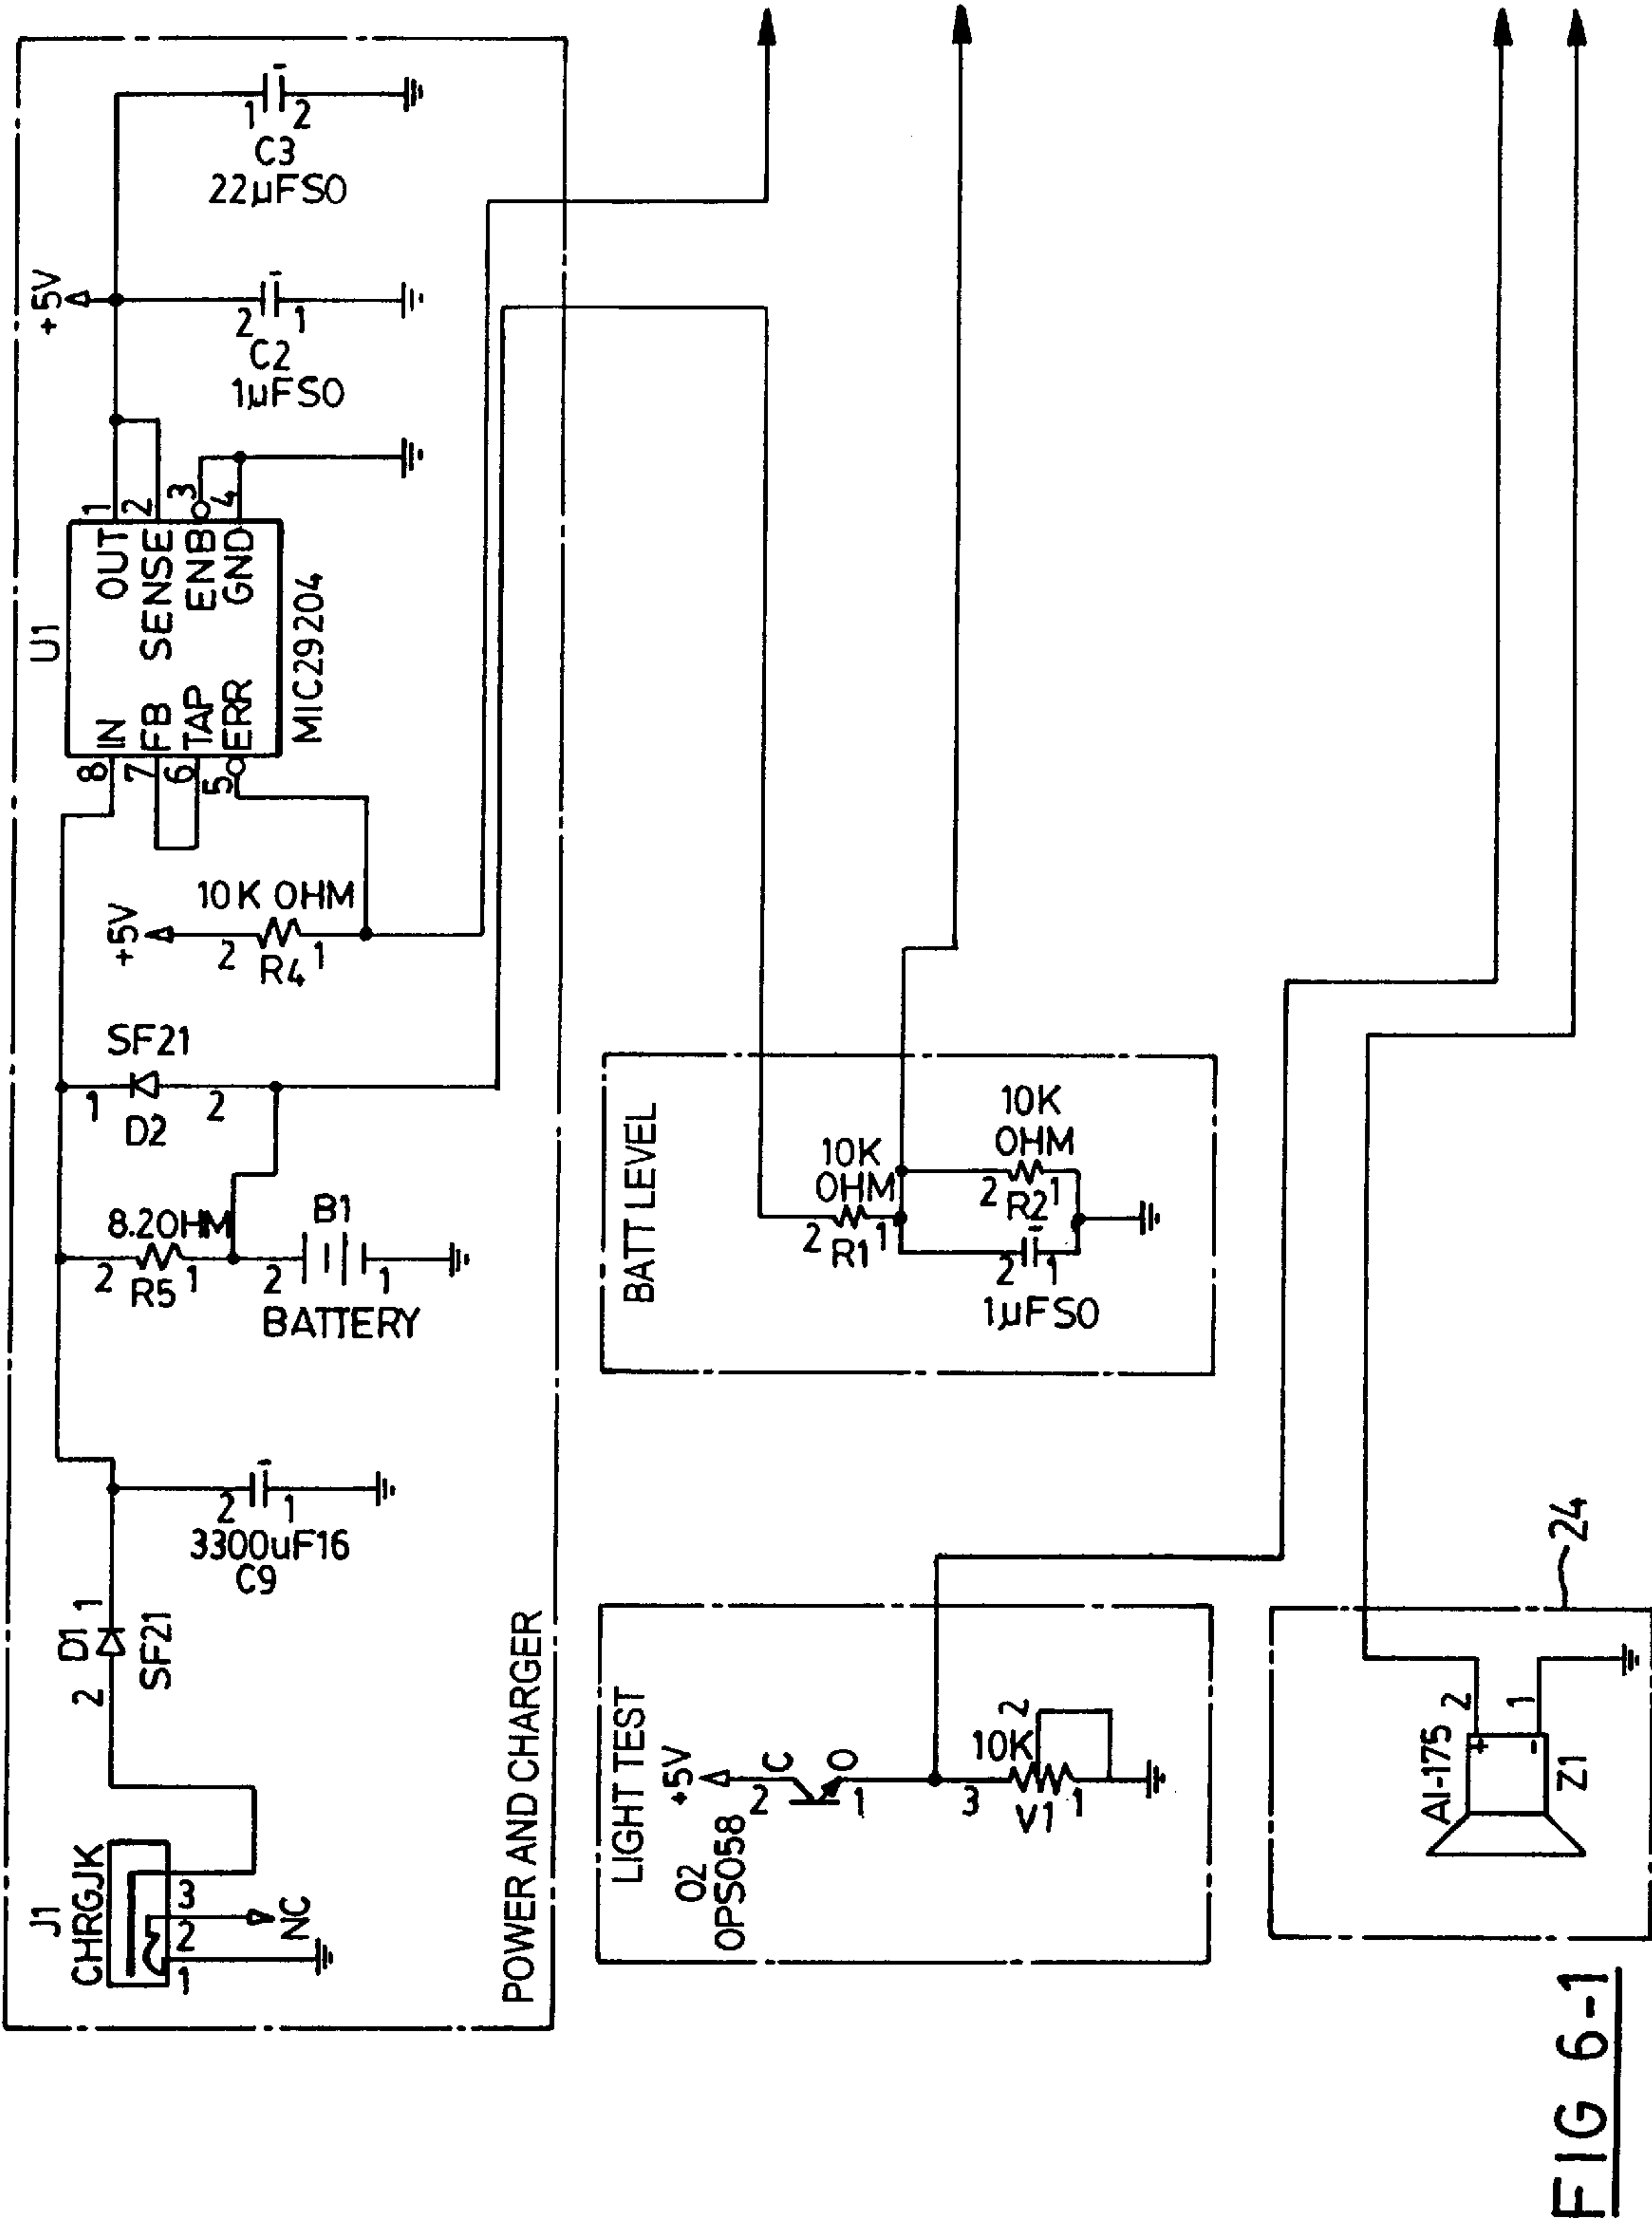 J1
CHRGJK
1
2
3
NC
2
D1
1
SF21
2
1
3300uF16
C9
8.2OHM
2
R5
1
B1
2
1
BATTERY
SF21
1
D2
2
+5V
10K OHM
2
R4
1
U1
8
IN
7
FB
6
TAP
5
ERR
OUT
1
SENSE
2
ENB
3
GND
4
MIC29204
+5V
2
1
C2
1µFS0
1
2
C3
22µFS0
POWER AND CHARGER
LIGHT TEST
+5V
O2
OPS058
2
C
O
1
3
10K
2
V1
1
BATT LEVEL
10K
OHM
2
R1
1
10K
OHM
2
R2
1
2
1
1µFS0
AI-175
2
1
+
-
Z1
24
FIG 6-1